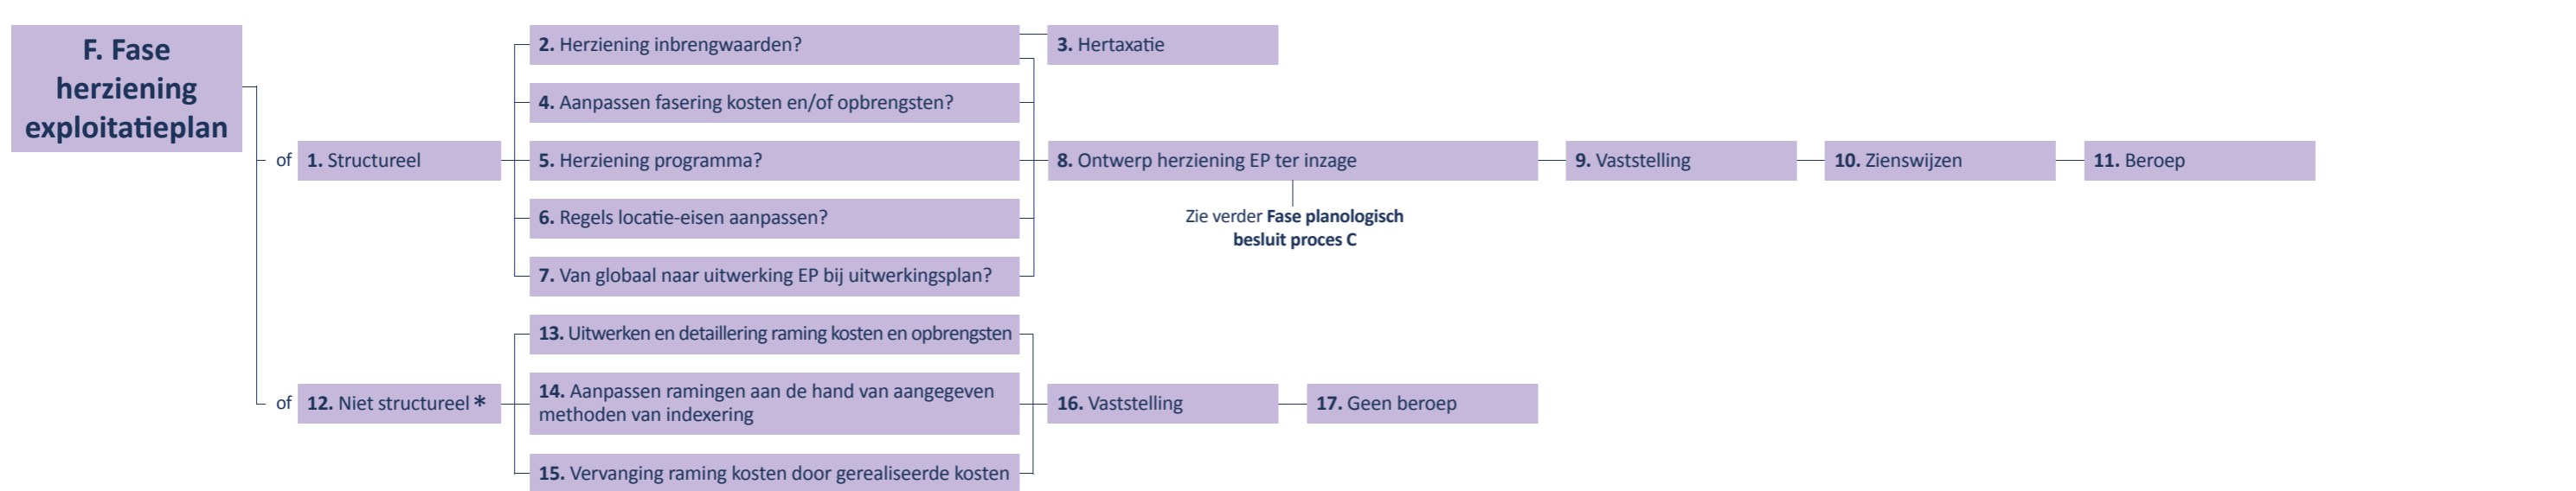 F. Fase
herziening
exploitatieplan
of
1. Structureel
2. Herziening inbrengwaarden?
3. Hertaxatie
4. Aanpassen fasering kosten en/of opbrengsten?
5. Herziening programma?
6. Regels locatie-eisen aanpassen?
7. Van globaal naar uitwerking EP bij uitwerkingsplan?
8. Ontwerp herziening EP ter inzage
Zie verder Fase planologisch
besluit proces C
9. Vaststelling
10. Zienswijzen
11. Beroep
of
12. Niet structureel *
13. Uitwerken en detaillering raming kosten en opbrengsten
14. Aanpassen ramingen aan de hand van aangegeven
methoden van indexering
15. Vervanging raming kosten door gerealiseerde kosten
16. Vaststelling
17. Geen beroep